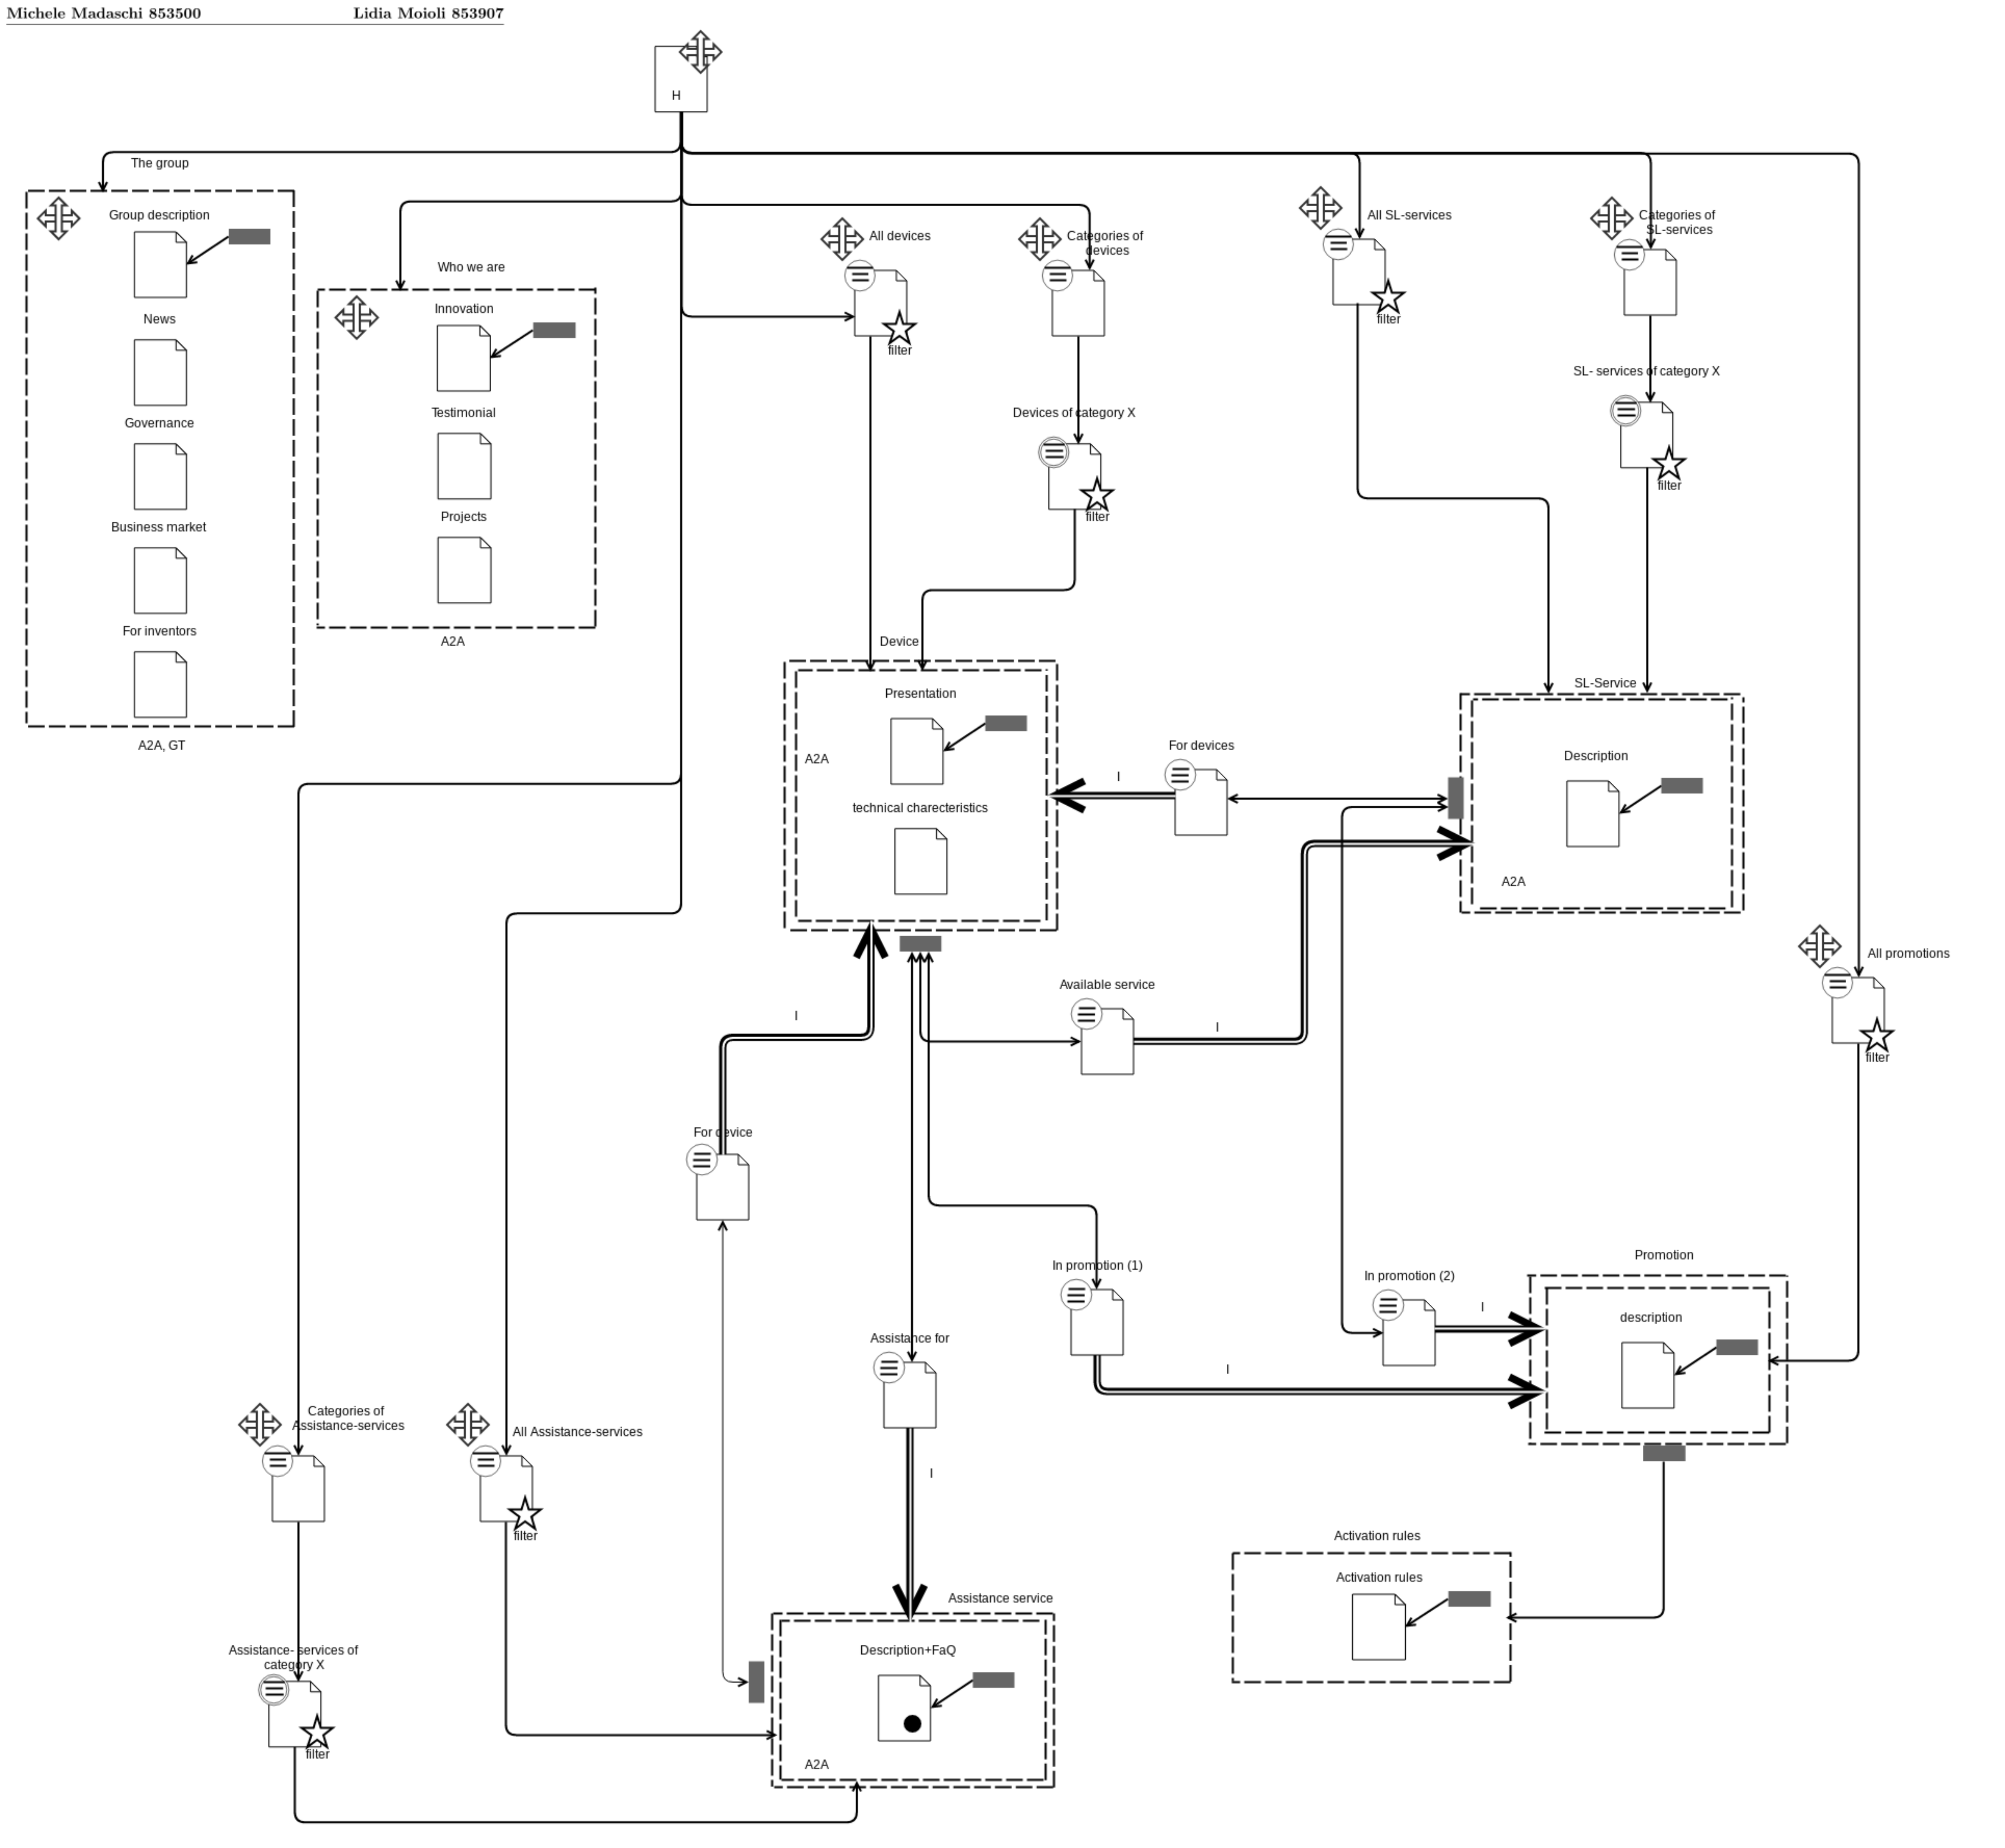 Michele Madaschi 853500
Lidia Moioli 853907
H
The group
Group description
News
Governance
Business market
For inventors
A2A, GT
Who we are
Innovation
Testimonial
Projects
A2A
All devices
filter
Categories of
devices
Devices of category X
filter
All SL-services
filter
Categories of
SL-services
SL- services of category X
filter
Device
Presentation
A2A
technical charecteristics
For devices
I
SL-Service
Description
A2A
All promotions
filter
Available service
I
I
For device
In promotion (1)
I
In promotion (2)
I
Promotion
description
Assistance for
I
Categories of
Assistance-services
All Assistance-services
filter
Assistance- services of
category X
filter
Assistance service
Description+FaQ
A2A
Activation rules
Activation rules